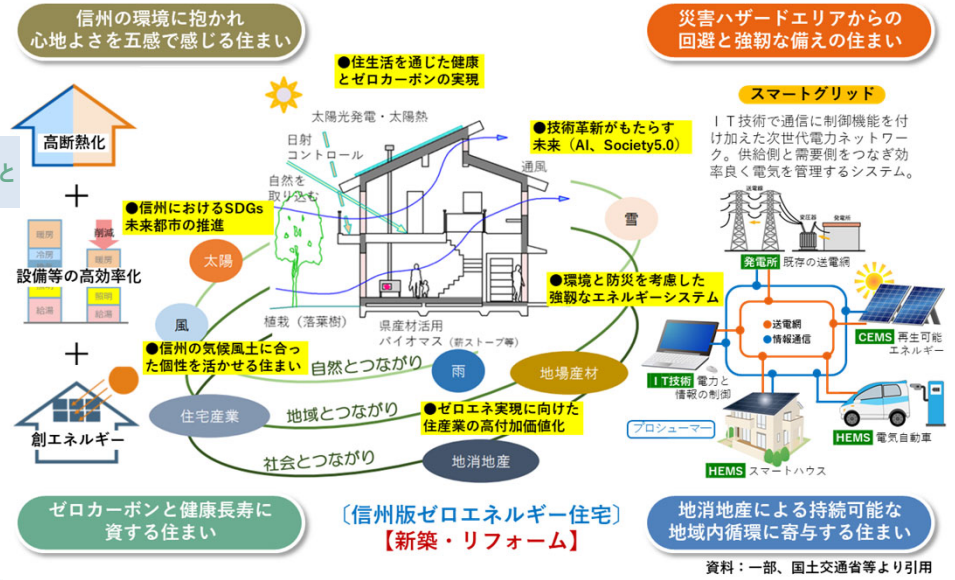 信州の環境に抱かれ
心地よさを五感で感じる住まい
災害ハザードエリアからの
回避と強靭な備えの住まい
●住生活を通じた健康
とゼロカーボンの実現
スマートグリッド
ＩＴ技術で通信に制御機能を付
け加えた次世代電力ネットワー
ク。供給側と需要側をつなぎ効
率良く電気を管理するシステム。
高断熱化
と
太陽光発電・太陽熱
日射
コントロール
自然を
取り込む
●技術革新がもたらす
未来（AI、Society5.0）
通風
＋
●信州におけるSDGs
未来都市の推進
太陽
雪
暖房
冷房
削減
暖房
設備等の高効率化
照明
給湯
給湯
送電網
変圧器
発電所
発電所 既存の送電網
●環境と防災を考慮した
強靭なエネルギーシステム
風
植栽（落葉樹）
県産材活用
バイオマス（薪ストーブ等）
●送電網
●情報通信
CEMS 再生可能
エネルギー
＋
●信州の気候風土に合っ
た個性を活かせる住まい
自然とつながり
雨
地場産材
ＩＴ技術 電力と
情報の制御
住宅産業
地域とつながり
●ゼロエネ実現に向けた
住産業の高付加価値化
プロシューマー
HEMS 電気自動車
創エネルギー
社会とつながり
地消地産
HEMS スマートハウス
ゼロカーボンと健康長寿に
資する住まい
〔信州版ゼロエネルギー住宅〕
【新築・リフォーム】
地消地産による持続可能な
地域内循環に寄与する住まい
資料：一部、国土交通省等より引用